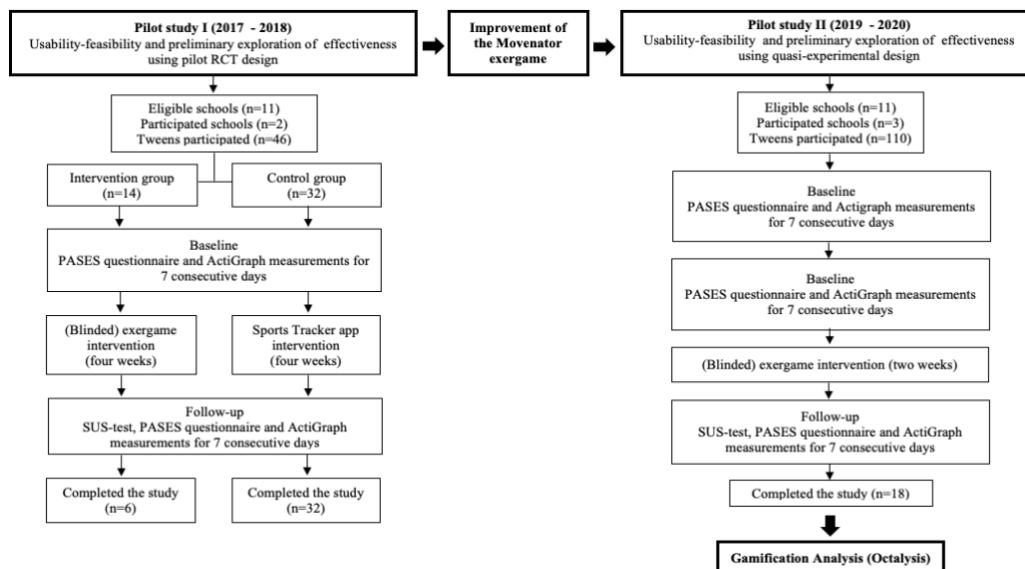 Pilot study I (2017 - 2018)
Usability-feasibility and preliminary exploration of effectiveness
using pilot RCT design
Improvement of
the Movenator
exergame
Pilot study II (2019 - 2020)
Usability-feasibility and preliminary exploration of effectiveness
using quasi-experimental design
Eligible schools (n=11)
Participated schools (n=2)
Tweens participated (n=46)
Intervention group
(n=14)
Control group
(n=32)
Baseline
PASES questionnaire and ActiGraph measurements for
7 consecutive days
(Blinded) exergame
intervention
(four weeks)
Sports Tracker app
intervention
(four weeks)
Follow-up
SUS-test, PASES questionnaire and ActiGraph
measurements for 7 consecutive days
Completed the study
(n=6)
Completed the study
(n=32)
Eligible schools (n=11)
Participated schools (n=3)
Tweens participated (n=110)
Baseline
PASES questionnaire and Actigraph measurements
for 7 consecutive days
Baseline
PASES questionnaire and ActiGraph measurements
for 7 consecutive days
(Blinded) exergame intervention (two weeks)
Follow-up
SUS-test, PASES questionnaire and ActiGraph
measurements for 7 consecutive days
Completed the study (n=18)
Gamification Analysis (Octalysis)